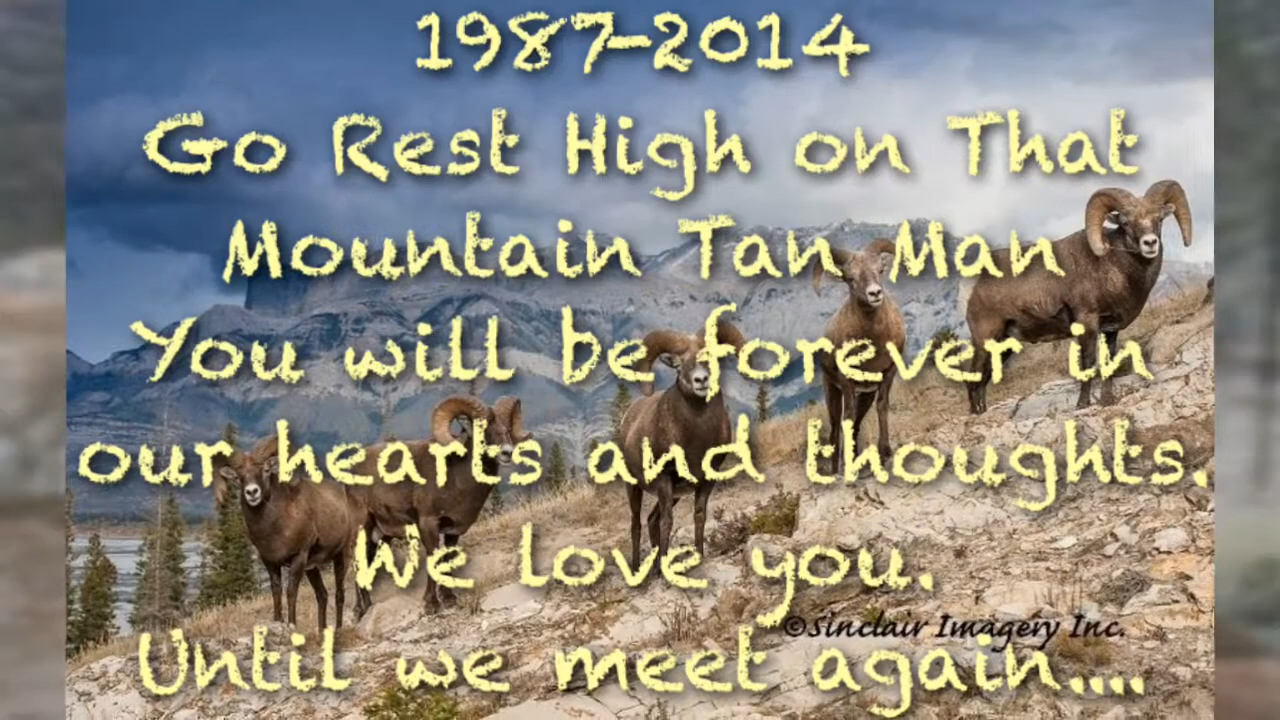 1987-2014
Go Rest High on That
Mountain Tan Man
You will be forever in
our hearts and thoughts.
We love you.
©Sinclair Imagery Inc.
Until we meet again....